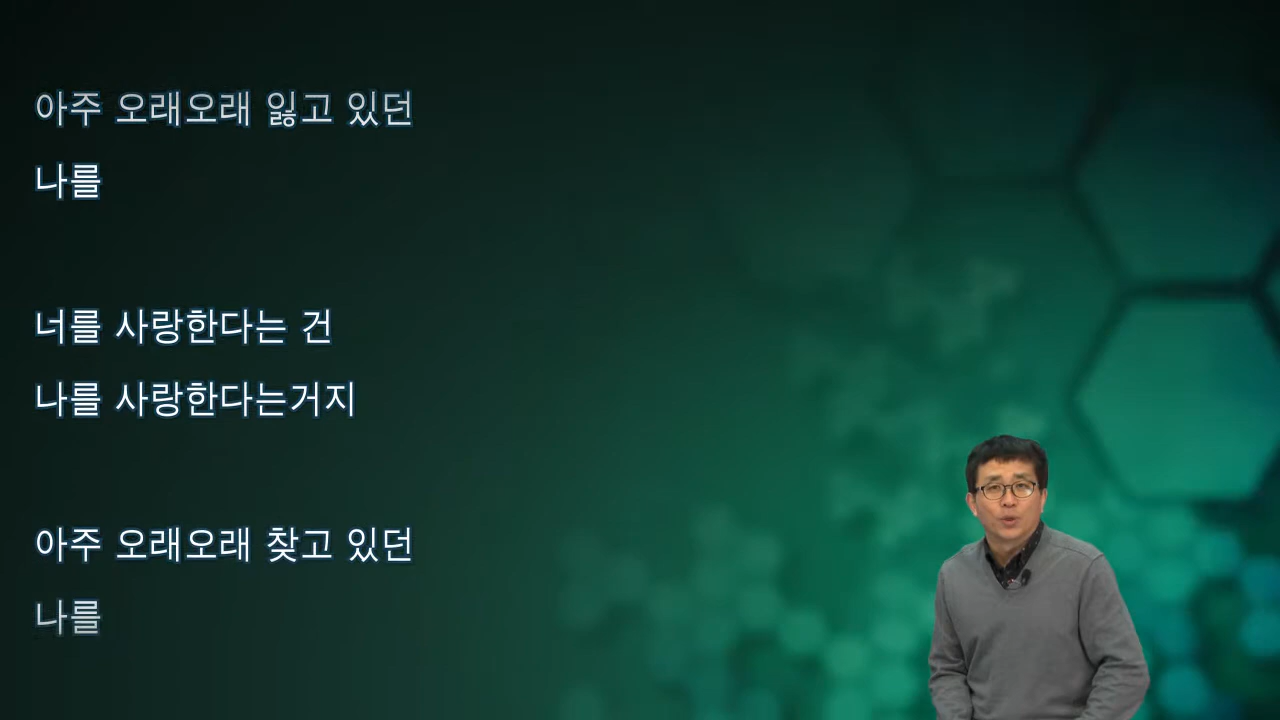 아주 오래오래 잃고 있던
나를
너를 사랑한다는 건
나를 사랑한다는거지
아주 오래오래 찾고 있던
나를